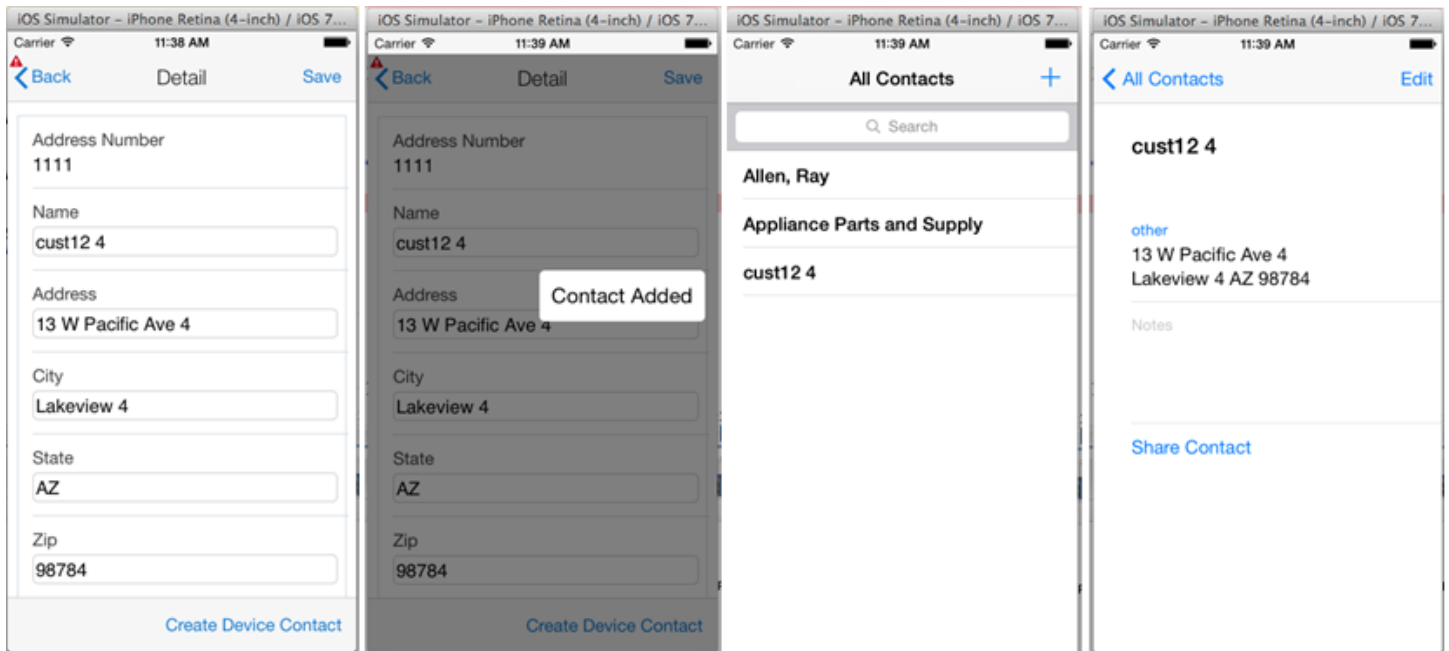 iOS Simulator – iPhone Retina (4-inch) / iOS 7...
Carrier 11:38 AM
Back Detail Save
Address Number
1111
Name
cust12 4
Address
13 W Pacific Ave 4
City
Lakeview 4
State
AZ
Zip
98784
Create Device Contact
iOS Simulator – iPhone Retina (4-inch) / iOS 7...
Carrier 11:39 AM
Back Detail Save
Address Number
1111
Name
cust12 4
Address
Contact Added
13 W Pacific Ave 4
City
Lakeview 4
State
AZ
Zip
98784
Create Device Contact
iOS Simulator – iPhone Retina (4-inch) / iOS 7...
Carrier 11:39 AM
All Contacts +
Search
Allen, Ray
Appliance Parts and Supply
cust12 4
iOS Simulator – iPhone Retina (4-inch) / iOS 7...
Carrier 11:39 AM
All Contacts Edit
cust12 4
other
13 W Pacific Ave 4
Lakeview 4 AZ 98784
Notes
Share Contact